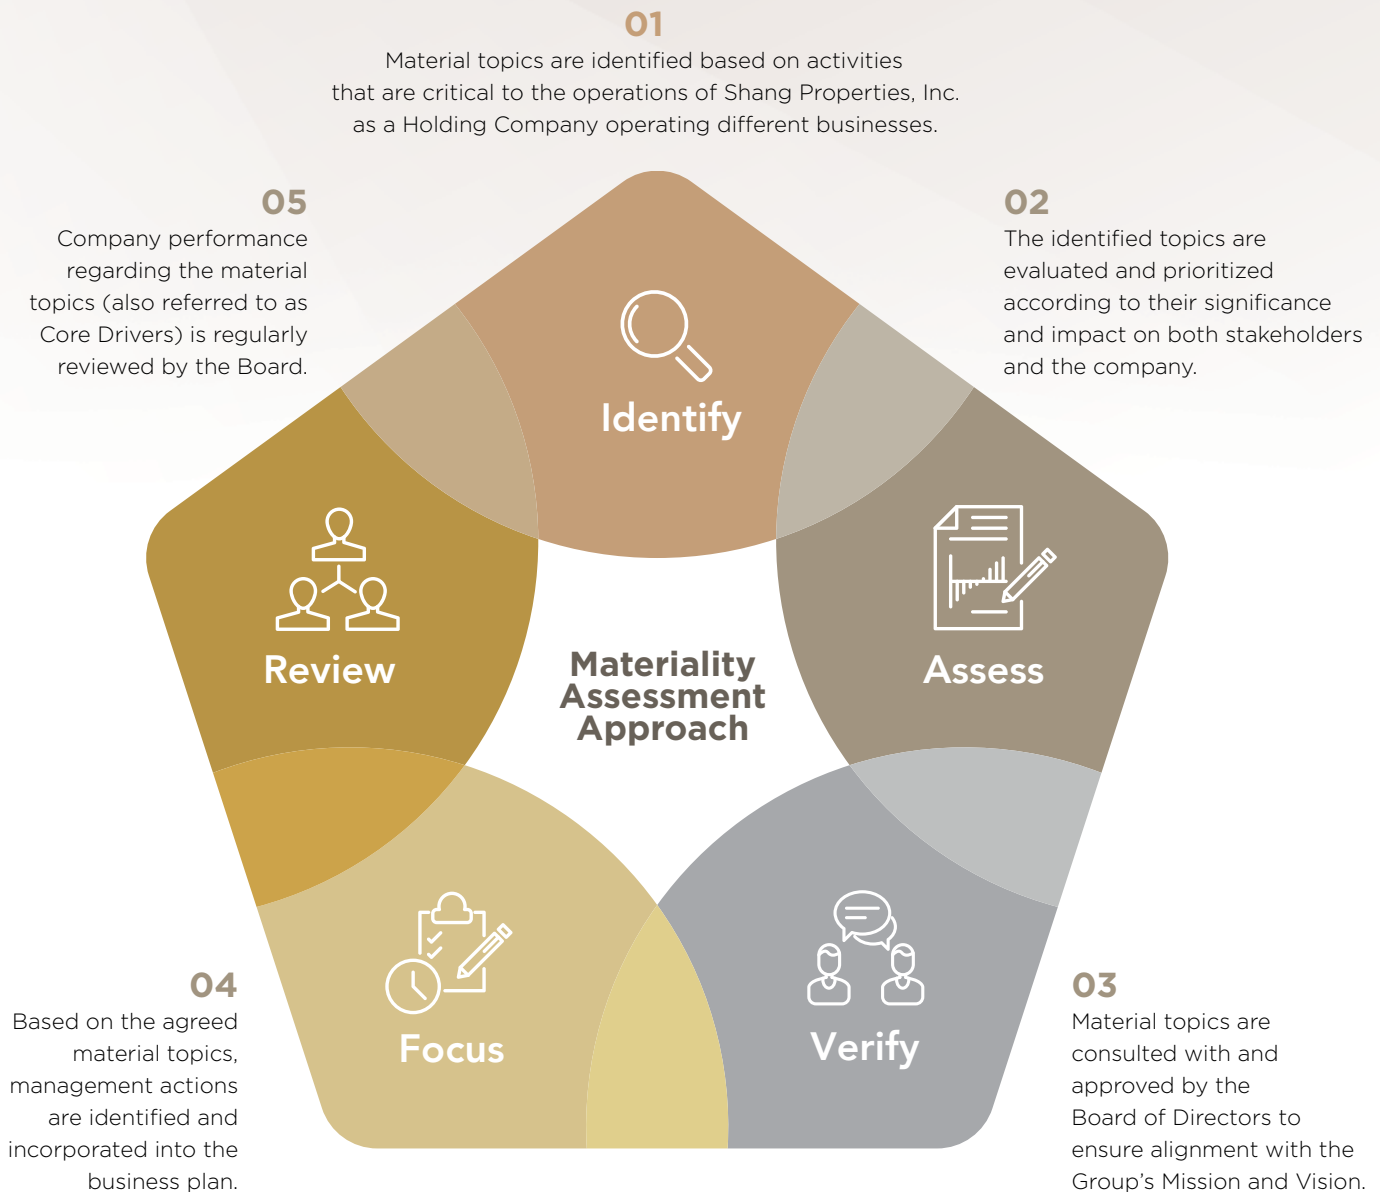 01
Material topics are identified based on activities
that are critical to the operations of Shang Properties, Inc.
as a Holding Company operating different businesses.
02
The identified topics are
evaluated and prioritized
according to their significance
and impact on both stakeholders
and the company.
03
Material topics are
consulted with and
approved by the
Board of Directors to
ensure alignment with the
Group's Mission and Vision.
04
Based on the agreed
material topics,
management actions
are identified and
incorporated into the
business plan.
05
Company performance
regarding the material
topics (also referred to as
Core Drivers) is regularly
reviewed by the Board.
Identify
Assess
Verify
Focus
Review
Materiality
Assessment
Approach